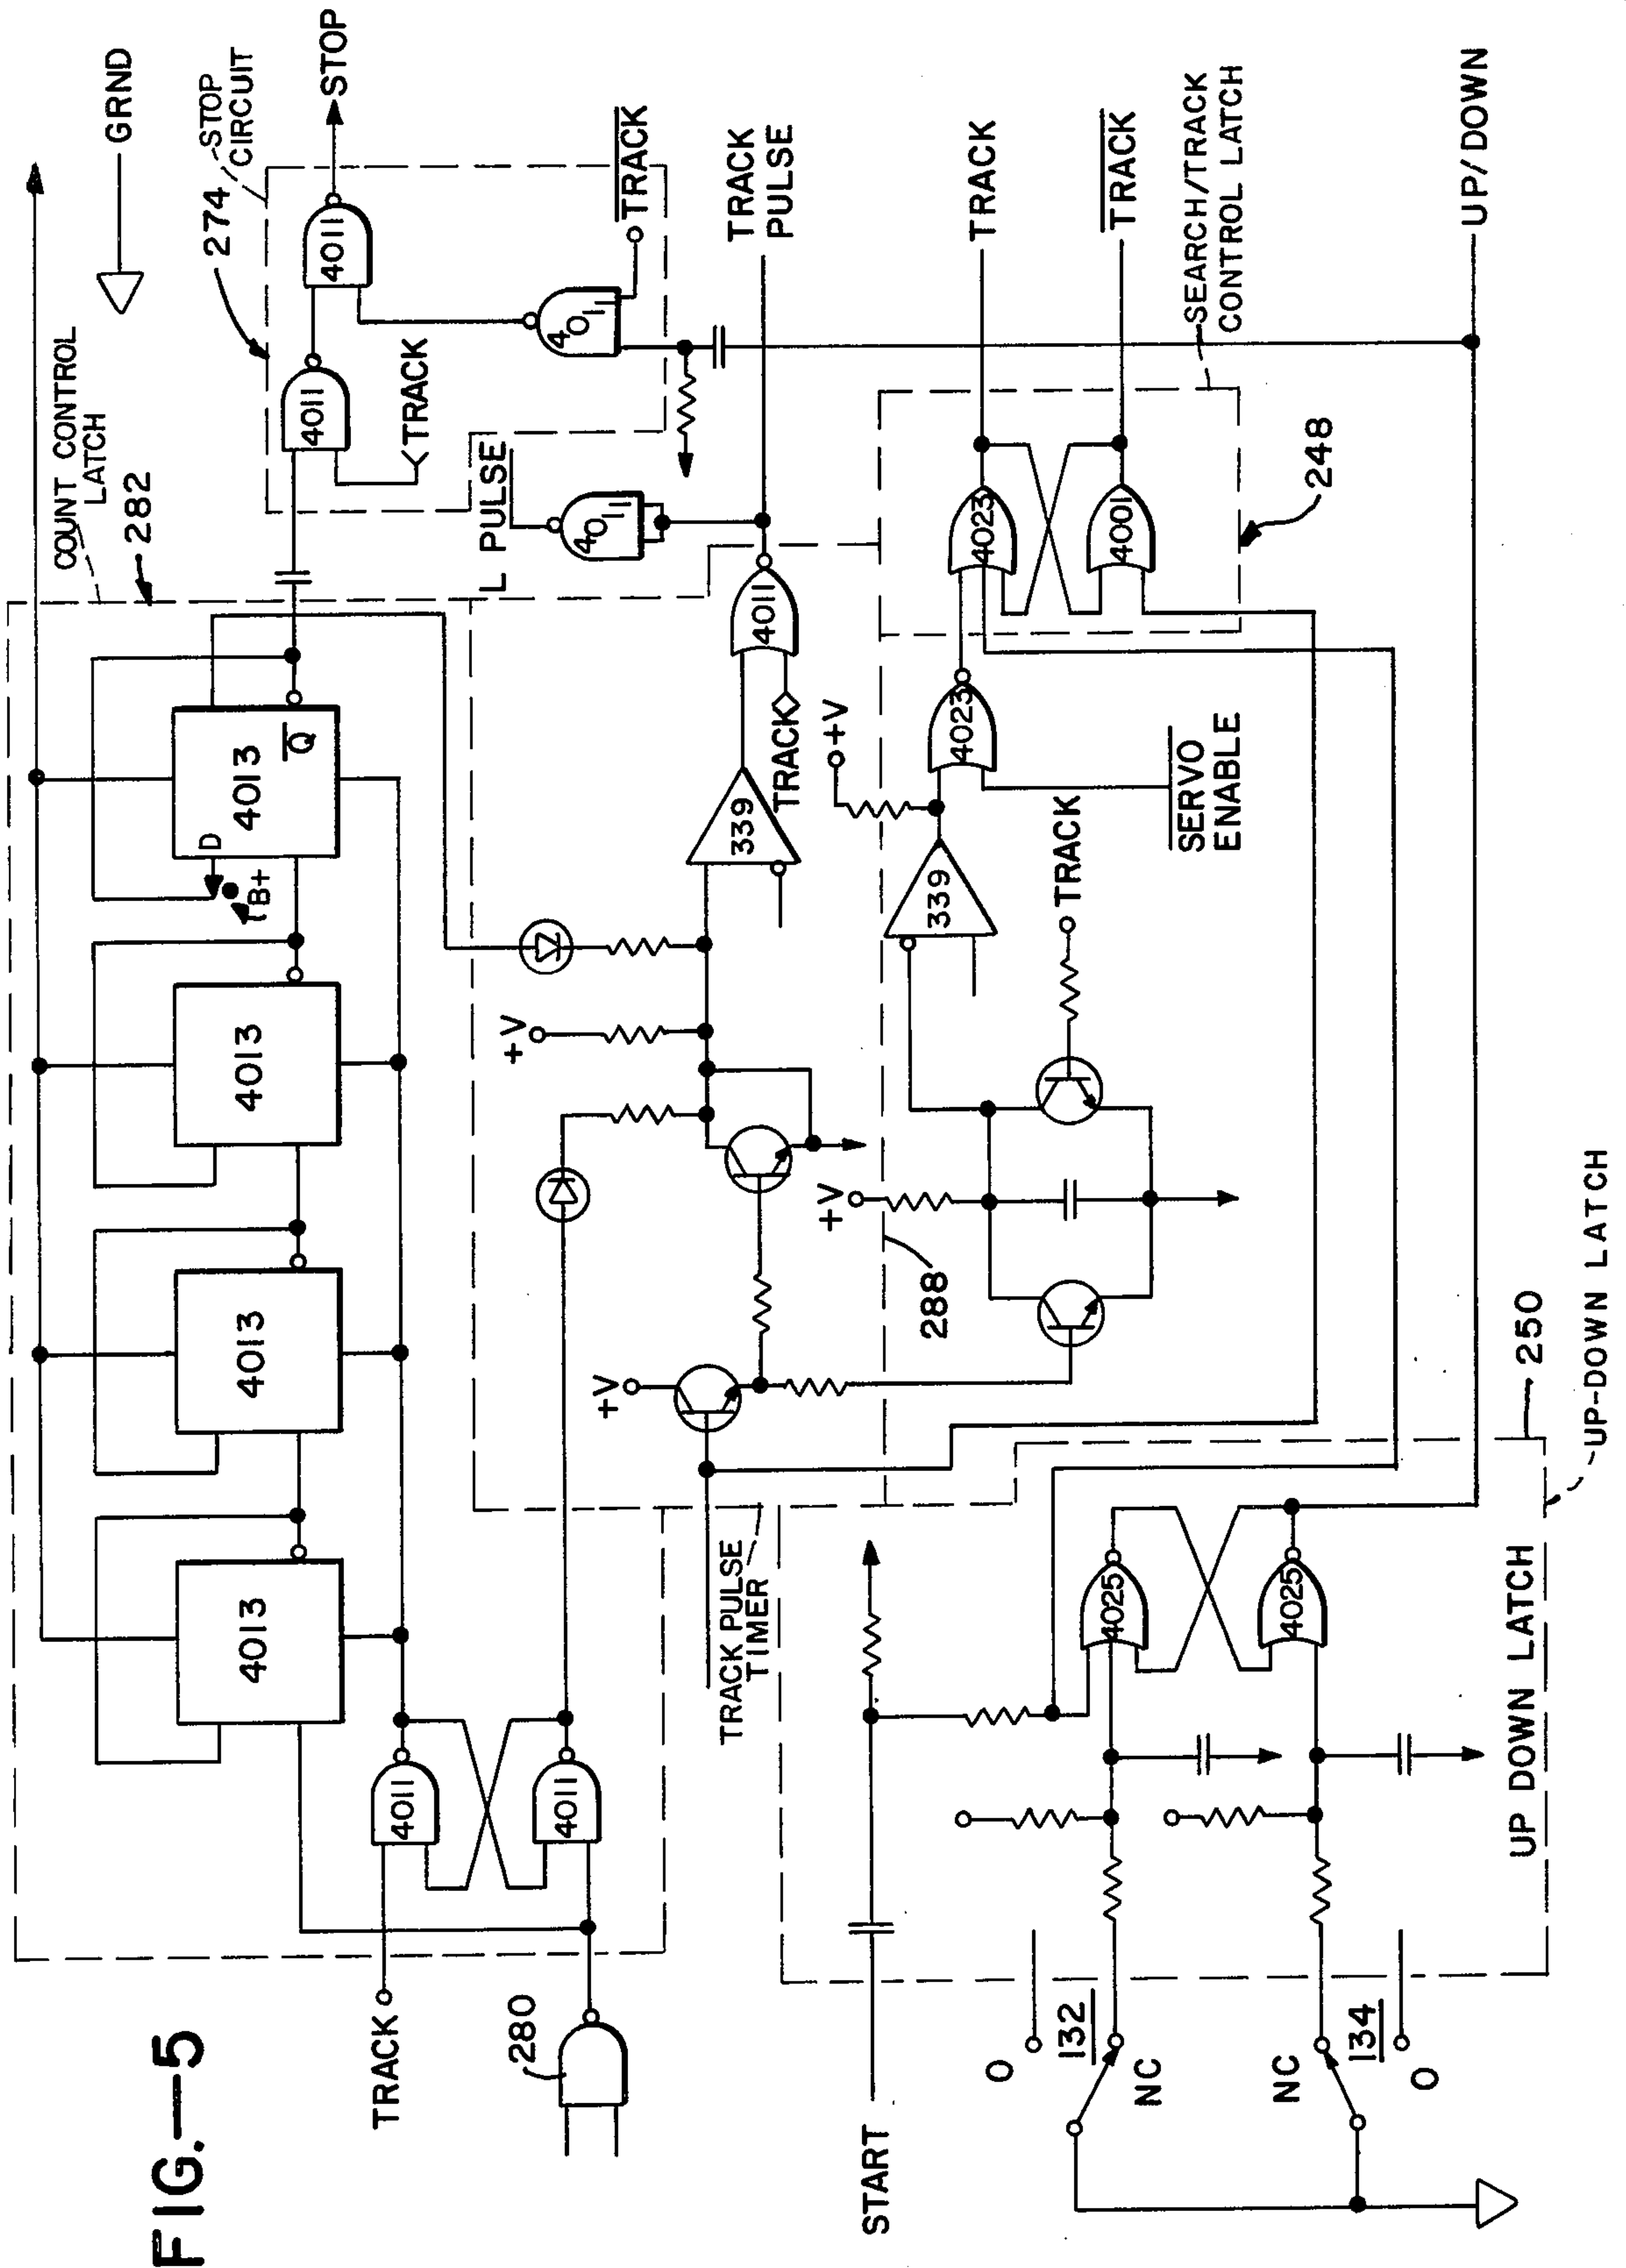 FIG.—5
GRND
STOP
CIRCUIT
STOP
274
COUNT CONTROL
LATCH
282
4011
4011
4011
TRACK
TRACK
4013
Q
D
B+
4013
4013
4013
L PULSE
4011
TRACK
PULSE
4011
339
TRACK
+V
+V
TRACK
TRACK
SEARCH/TRACK
CONTROL LATCH
4023
4001
248
4023
SERVO
ENABLE
339
TRACK
+V
+V
288
UP/DOWN
4011
4011
TRACK
280
TRACK PULSE
TIMER
START
4025
4025
UP DOWN LATCH
250
UP-DOWN LATCH
O
132
NC
NC
134
O